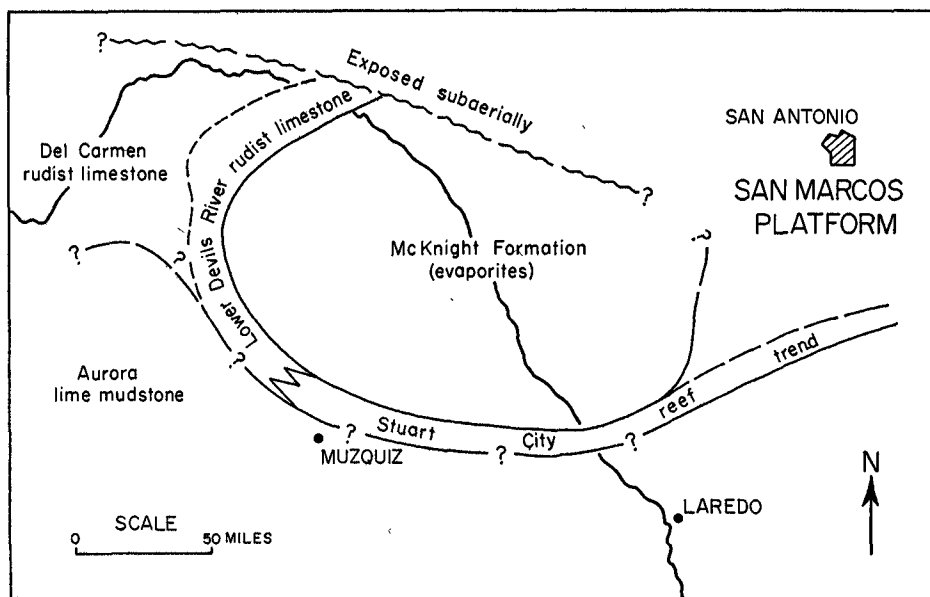 ?
Exposed subaerially
?
SAN ANTONIO
SAN MARCOS
PLATFORM
Del Carmen
rudist limestone
Lower Devils River rudist limestone
?
?
?
McKnight Formation
(evaporites)
?
Aurora
lime mudstone
?
Stuart City reef trend
?
?
?
MUZQUIZ
LAREDO
N
SCALE
0 50 MILES